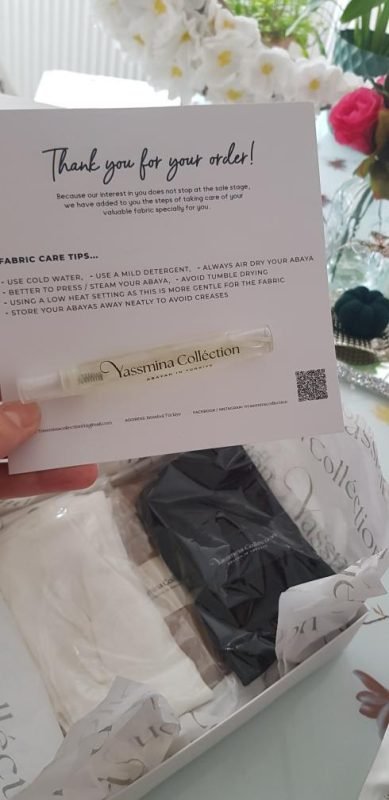 Thank you for your order!
Because our interest in you does not stop at the sale stage,
we have added to you the steps of taking care of your
valuable fabric specially for you.
FABRIC CARE TIPS...
• USE COLD WATER, • USE A MILD DETERGENT, • ALWAYS AIR DRY YOUR ABAYA
• BETTER TO PRESS / STEAM YOUR ABAYA, • AVOID TUMBLE DRYING
• USING A LOW HEAT SETTING AS THIS IS MORE GENTLE FOR THE FABRIC
• STORE YOUR ABAYAS AWAY NEATLY TO AVOID CREASES
Yassmina Colléction
ABAYAS IN TURKIYE
Yassmina Colléction
Colléction
Yassmina